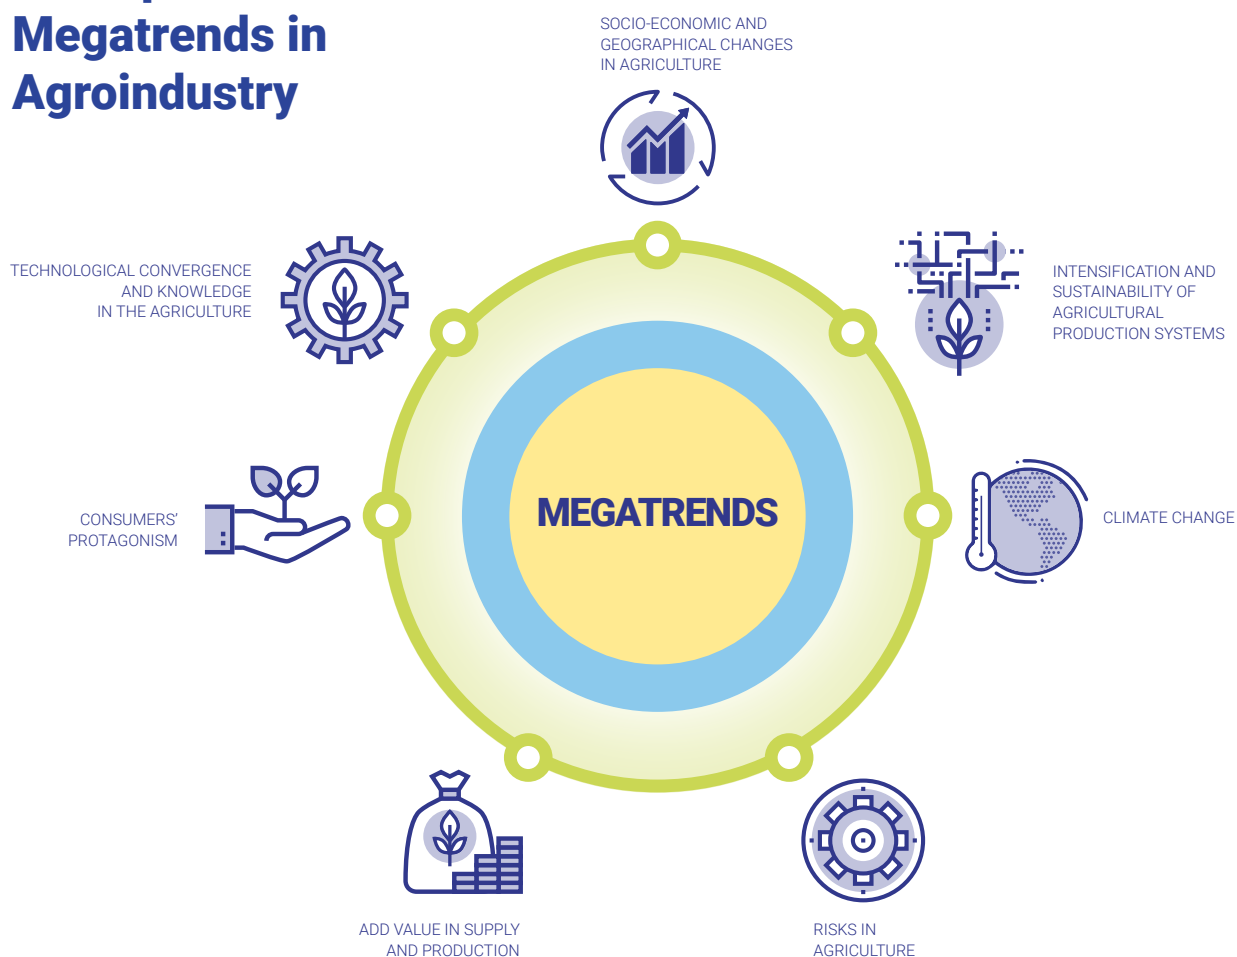 Megatrends in
Agroindustry
SOCIO-ECONOMIC AND
GEOGRAPHICAL CHANGES
IN AGRICULTURE
INTENSIFICATION AND
SUSTAINABILITY OF
AGRICULTURAL
PRODUCTION SYSTEMS
CLIMATE CHANGE
RISKS IN
AGRICULTURE
ADD VALUE IN SUPPLY
AND PRODUCTION
CONSUMERS’
PROTAGONISM
TECHNOLOGICAL CONVERGENCE
AND KNOWLEDGE
IN THE AGRICULTURE
MEGATRENDS